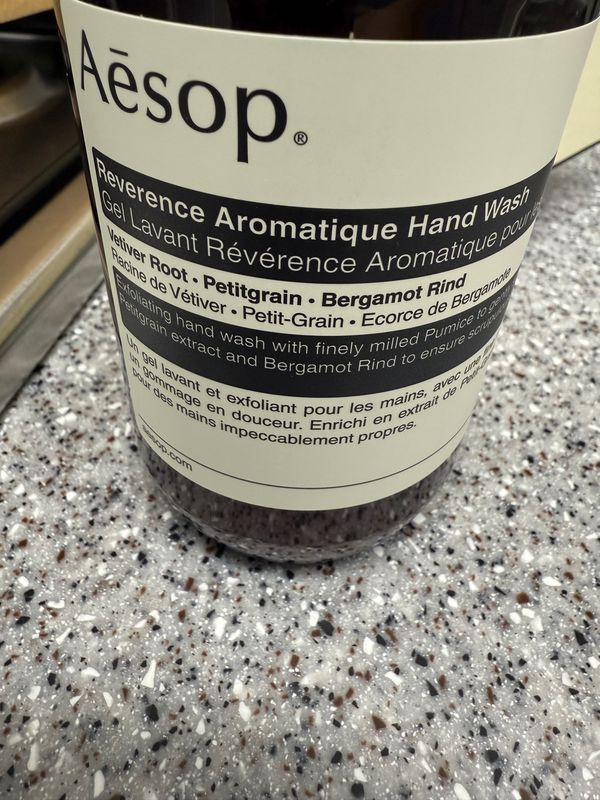 Aēsop®
Reverence Aromatique Hand Wash
Gel Lavant Révérence Aromatique pour
Vetiver Root · Petitgrain · Bergamot Rind
Racine de Vétiver · Petit-Grain · Ecorce de Bergamote
Exfoliating hand wash with finely milled Pumice to
Petitgrain extract and Bergamot Rind to ensure
Un gel lavant et exfoliant pour les mains, avec une
un gommage en douceur. Enrichi en extrait de
pour des mains impeccablement propres.
aesop.com